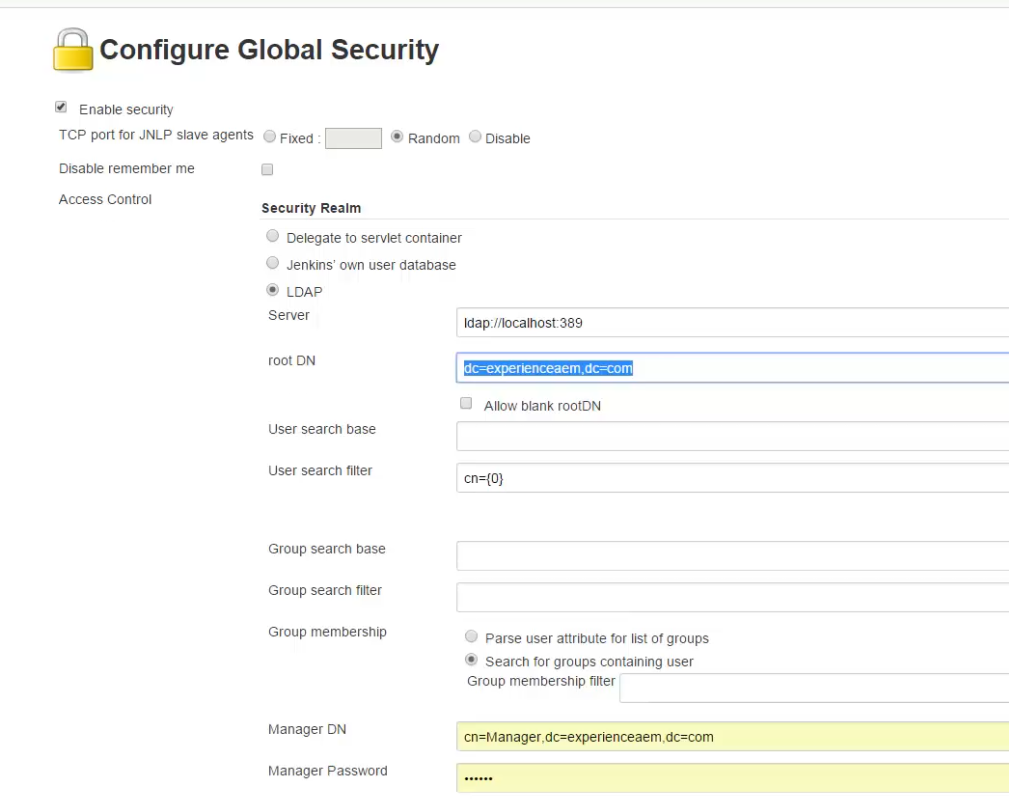 Configure Global Security
Enable security
TCP port for JNLP slave agents Fixed : Random Disable
Disable remember me
Access Control
Security Realm
Delegate to servlet container
Jenkins' own user database
LDAP
Server ldap://localhost:389
root DN dc=experienceaem,dc=com
Allow blank rootDN
User search base
User search filter cn={0}
Group search base
Group search filter
Group membership Parse user attribute for list of groups
Search for groups containing user
Group membership filter
Manager DN cn=Manager,dc=experienceaem,dc=com
Manager Password ••••••